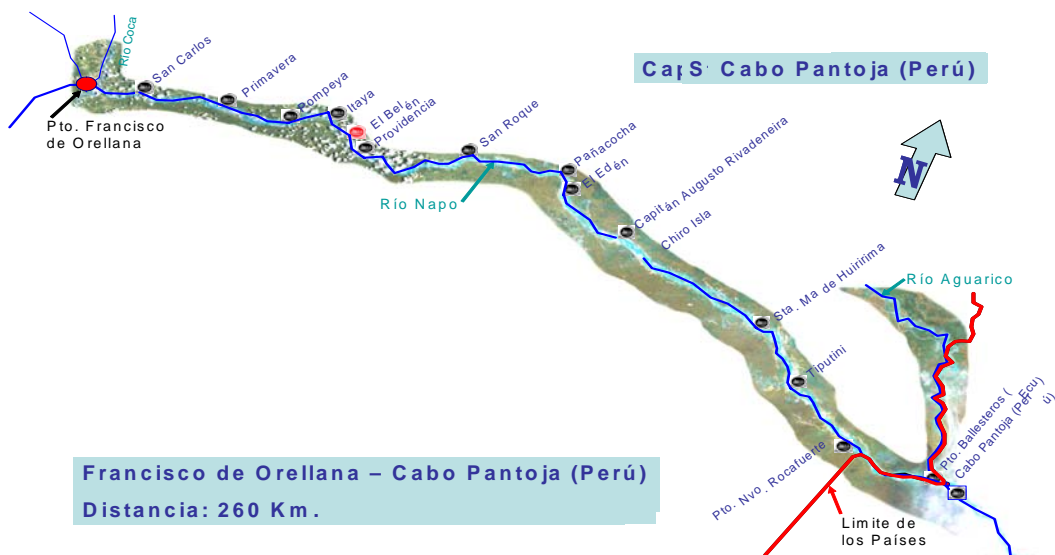 Río Coca
San Carlos
Primavera
Pompeya
Itaya
El Belén
Providencia
San Roque
Pañacocha
El Edén
Capitán Augusto Rivadeneira
Chiro Isla
Cabo Pantoja (Perú)
N
Pto. Francisco
de Orellana
Río Napo
Río Aguarico
Sta. Ma de Huiririma
Tiputini
Pto. Ballesteros (Ecu)
Cabo Pantoja (Perú)
Pto. Nvo. Rocafuerte
Limite de
los Países
Francisco de Orellana – Cabo Pantoja (Perú)
Distancia: 260 Km.